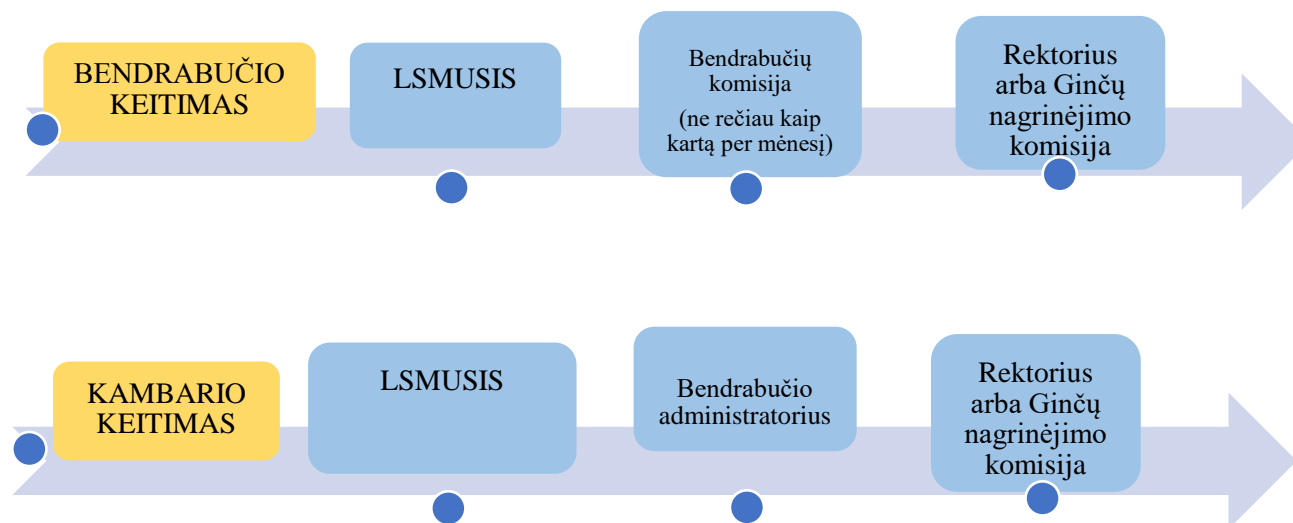 BENDRABUČIO
KEITIMAS
LSMUSIS
Bendrabučių
komisija
(ne rečiau kaip
kartą per mėnesį)
Rektorius
arba Ginčų
nagrinėjimo
komisija
KAMBARIO
KEITIMAS
LSMUSIS
Bendrabučio
administratorius
Rektorius
arba Ginčų
nagrinėjimo
komisija